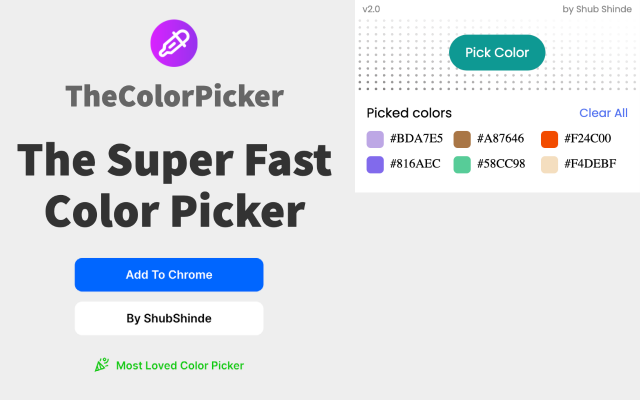 TheColorPicker
The Super Fast
Color Picker
Add To Chrome
By ShubShinde
Most Loved Color Picker
v2.0
by Shub Shinde
Pick Color
Picked colors
Clear All
#BDA7E5 #A87646 #F24C00
#816AEC #58CC98 #F4DEBF